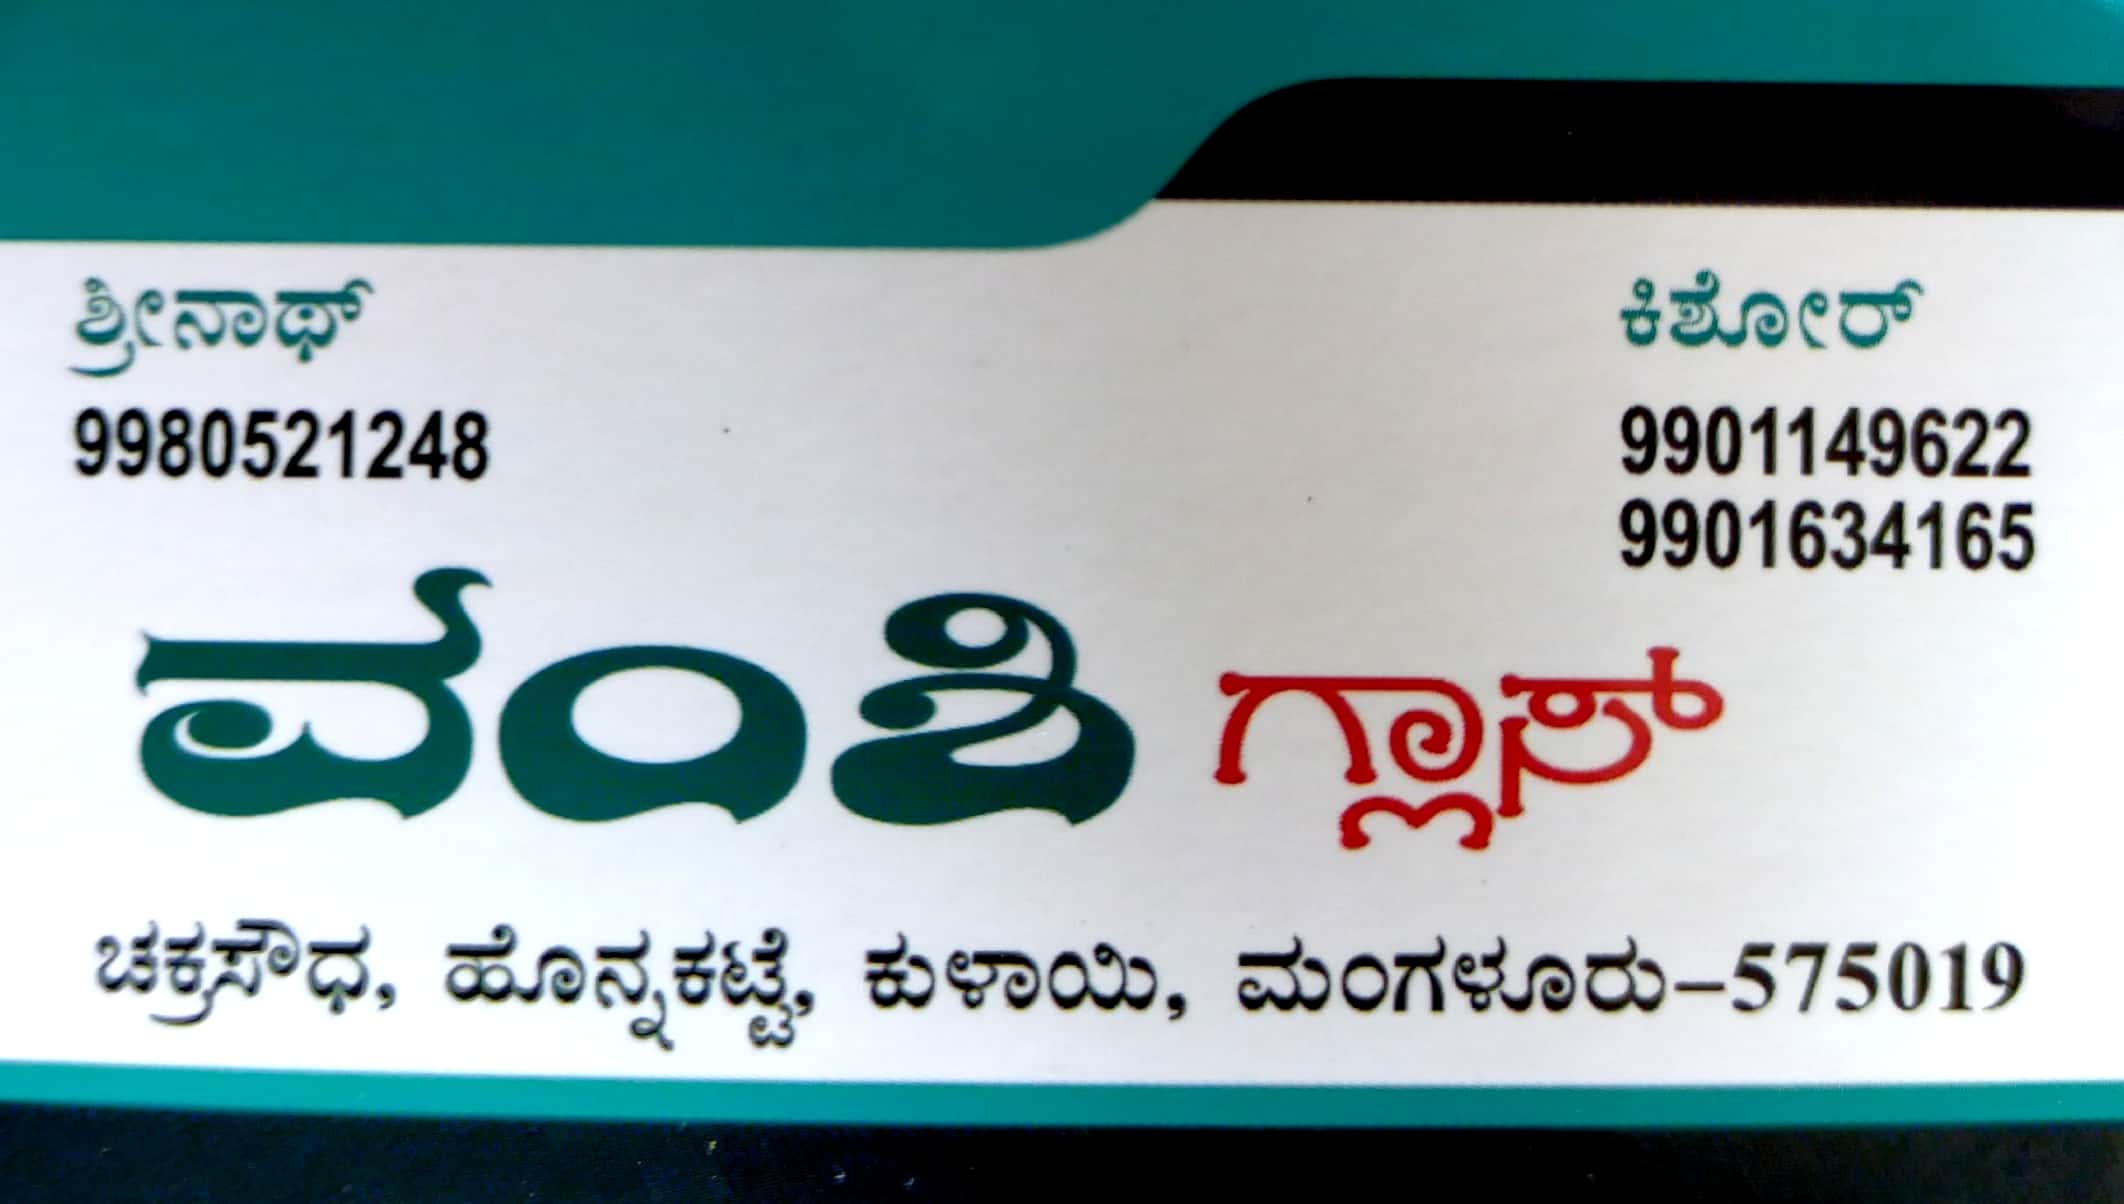 ಶ್ರೀನಾಥ್
9980521248
ಕಿಶೋರ್
9901149622
9901634165
ವಂಶಿ ಗ್ಲಾಸ್
ಚಕ್ರಸೌಧ, ಹೊನ್ನಕಟ್ಟೆ, ಕುಳಾಯಿ, ಮಂಗಳೂರು-575019